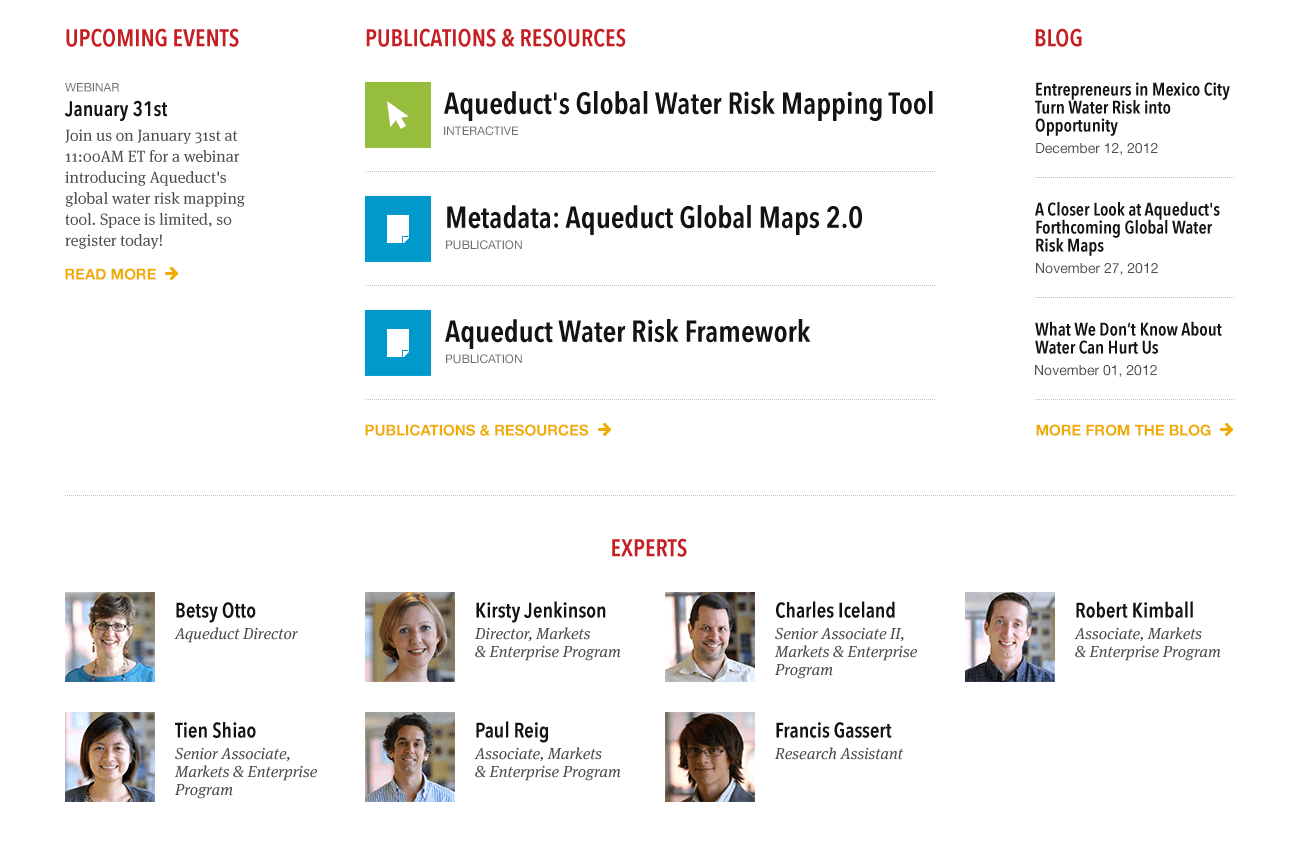 UPCOMING EVENTS
WEBINAR
January 31st
Join us on January 31st at
11:00AM ET for a webinar
introducing Aqueduct's
global water risk mapping
tool. Space is limited, so
register today!
READ MORE
PUBLICATIONS & RESOURCES
Aqueduct's Global Water Risk Mapping Tool
INTERACTIVE
Metadata: Aqueduct Global Maps 2.0
PUBLICATION
Aqueduct Water Risk Framework
PUBLICATION
PUBLICATIONS & RESOURCES
BLOG
Entrepreneurs in Mexico City
Turn Water Risk into
Opportunity
December 12, 2012
A Closer Look at Aqueduct's
Forthcoming Global Water
Risk Maps
November 27, 2012
What We Don’t Know About
Water Can Hurt Us
November 01, 2012
MORE FROM THE BLOG
EXPERTS
Betsy Otto
Aqueduct Director
Kirsty Jenkinson
Director, Markets
& Enterprise Program
Charles Iceland
Senior Associate II,
Markets & Enterprise
Program
Robert Kimball
Associate, Markets
& Enterprise Program
Tien Shiao
Senior Associate,
Markets & Enterprise
Program
Paul Reig
Associate, Markets
& Enterprise Program
Francis Gassert
Research Assistant